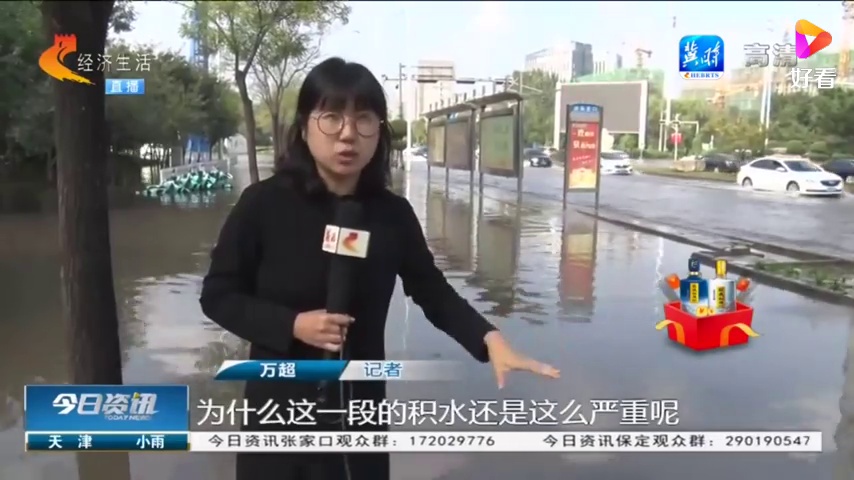 经济生活
直播
冀时
HEBRTS
高清
好看
万超 记者
今日资讯
TODAY NEWS
为什么这一段的积水还是这么严重呢
天津 小雨
今日资讯张家口观众群：172029776 今日资讯保定观众群：290190547